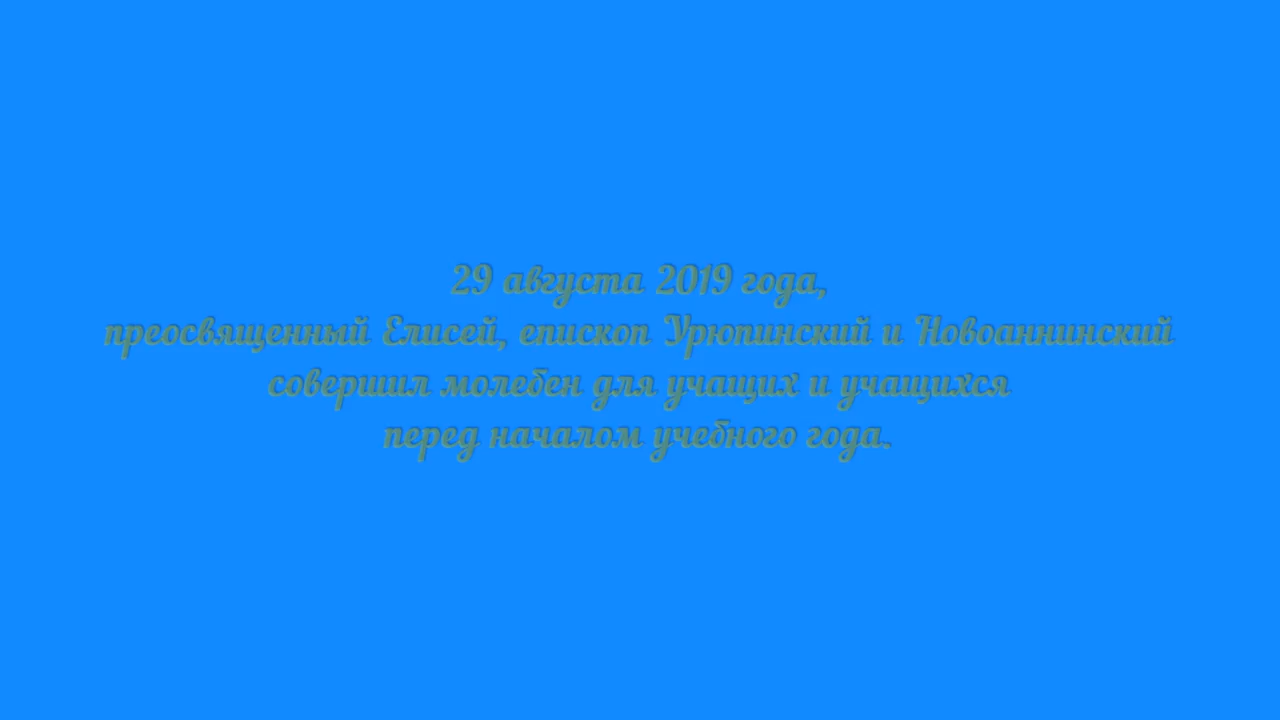 29 августа 2019 года,
преосвященный Елисей, епископ Урюпинский и Новоаннинский
совершил молебен для учащих и учащихся
перед началом учебного года.